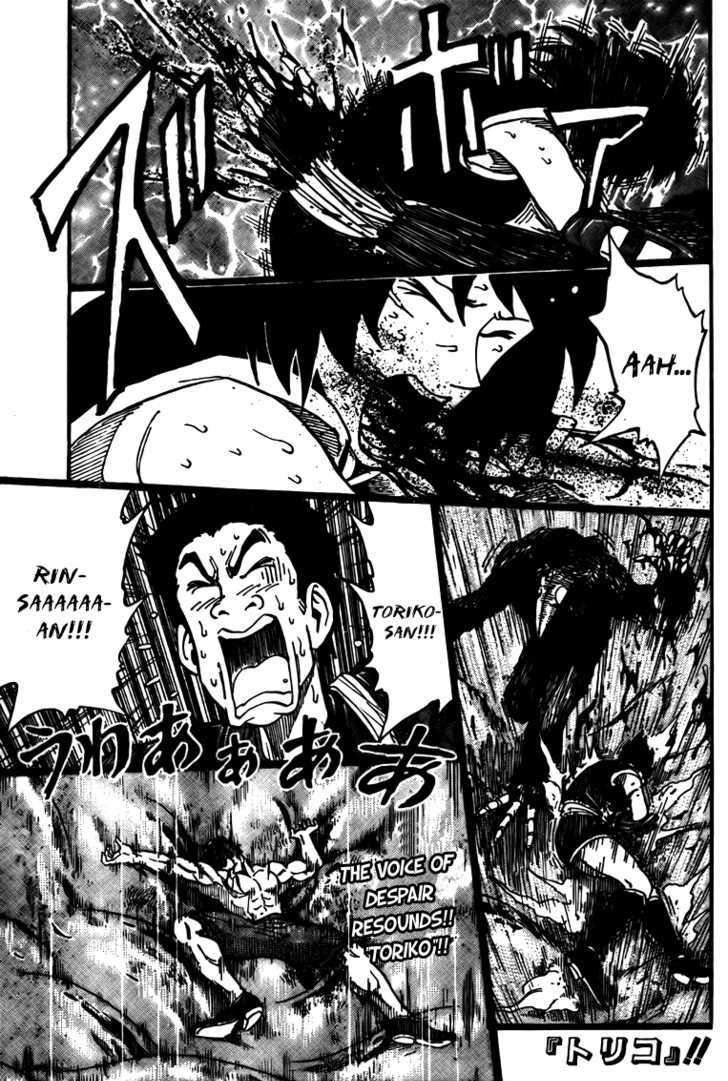 ズボォ
AAH...
TORIKO-
SAN!!!
RIN-
SAAAAAA-
AN!!!
うわあぁああ
THE VOICE OF
DESPAIR
RESOUNDS!!
"TORIKO"!!
『トリコ』!!